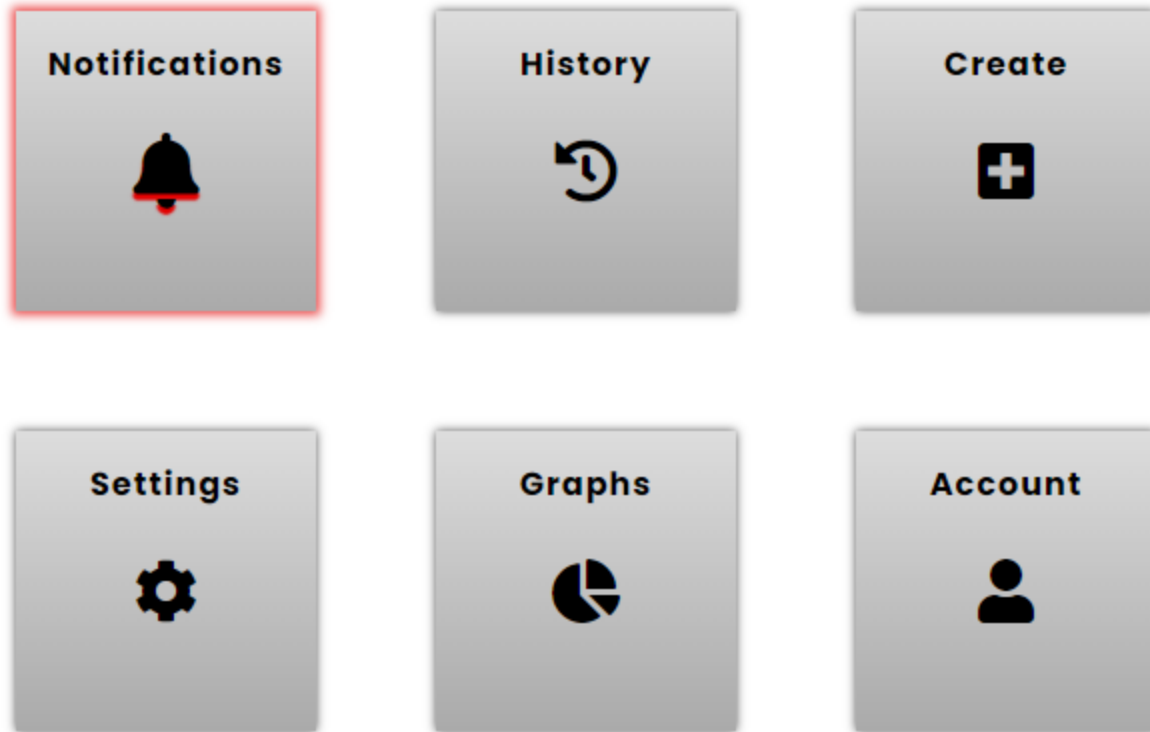 Notifications
History
Create
Settings
Graphs
Account